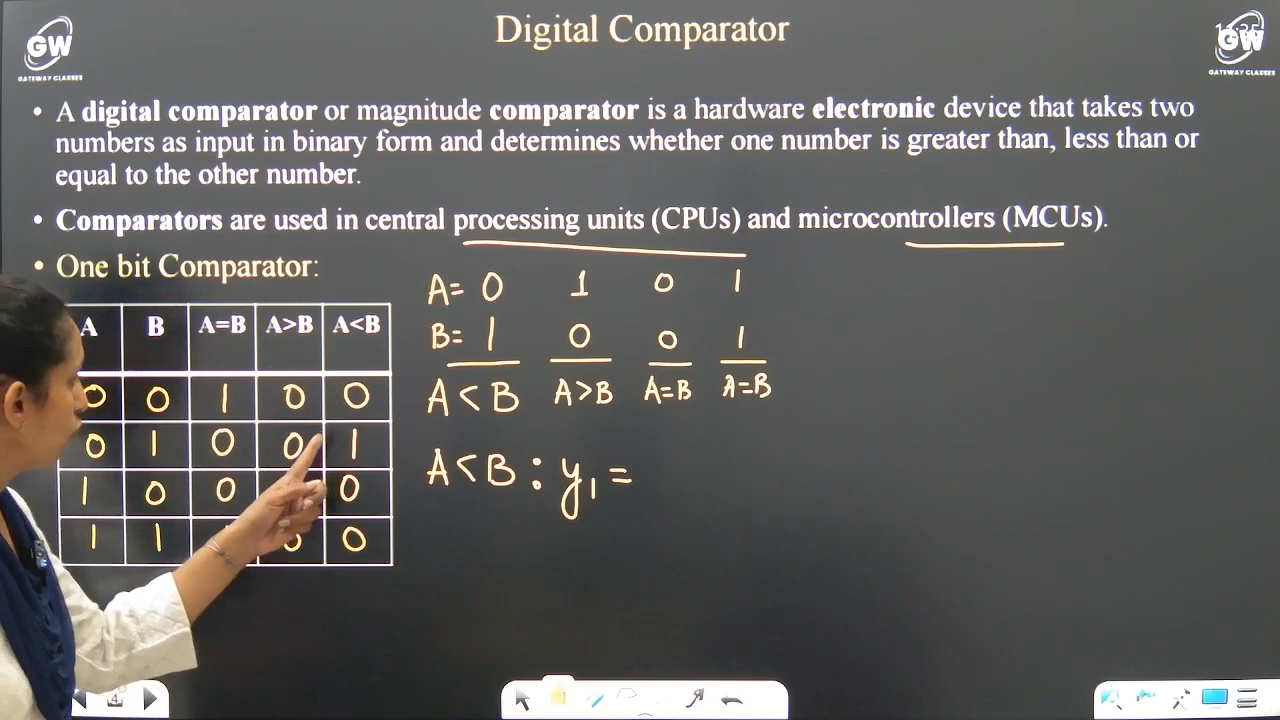 Digital Comparator
GW
GATEWAY CLASSES
GW
GATEWAY CLASSES
• A digital comparator or magnitude comparator is a hardware electronic device that takes two
numbers as input in binary form and determines whether one number is greater than, less than or
equal to the other number.
• Comparators are used in central processing units (CPUs) and microcontrollers (MCUs).
• One bit Comparator:
A B A=B A>B A<B
0 0 1 0 0
0 1 0 0 1
1 0 0 0
1 1 0 0
A= 0 1 0 1
B= 1 0 0 1
A<B A>B A=B A=B
A<B : y₁ =
4